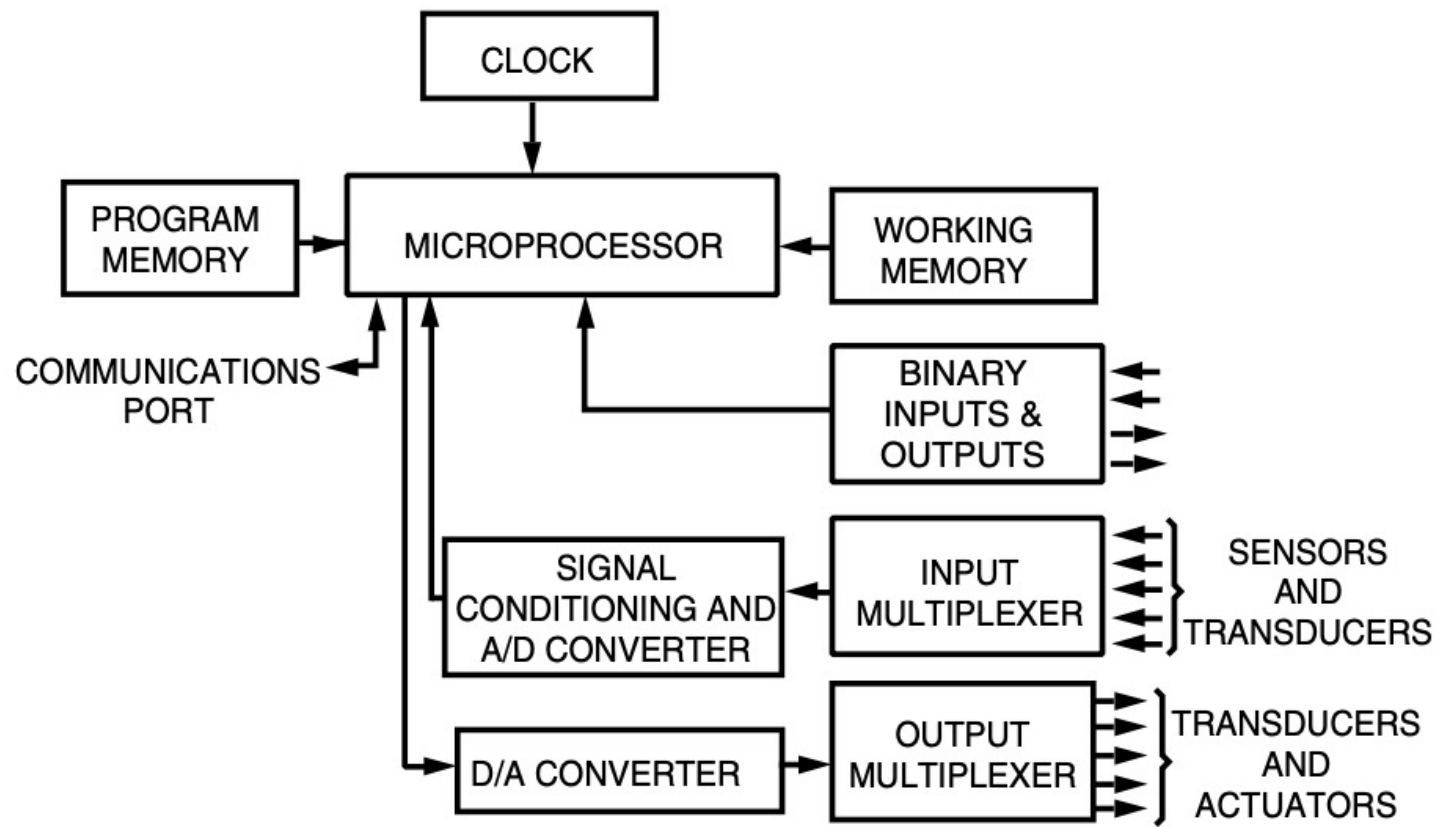 CLOCK
PROGRAM
MEMORY
MICROPROCESSOR
WORKING
MEMORY
COMMUNICATIONS
PORT
BINARY
INPUTS &
OUTPUTS
SIGNAL
CONDITIONING AND
A/D CONVERTER
INPUT
MULTIPLEXER
SENSORS
AND
TRANSDUCERS
D/A CONVERTER
OUTPUT
MULTIPLEXER
TRANSDUCERS
AND
ACTUATORS